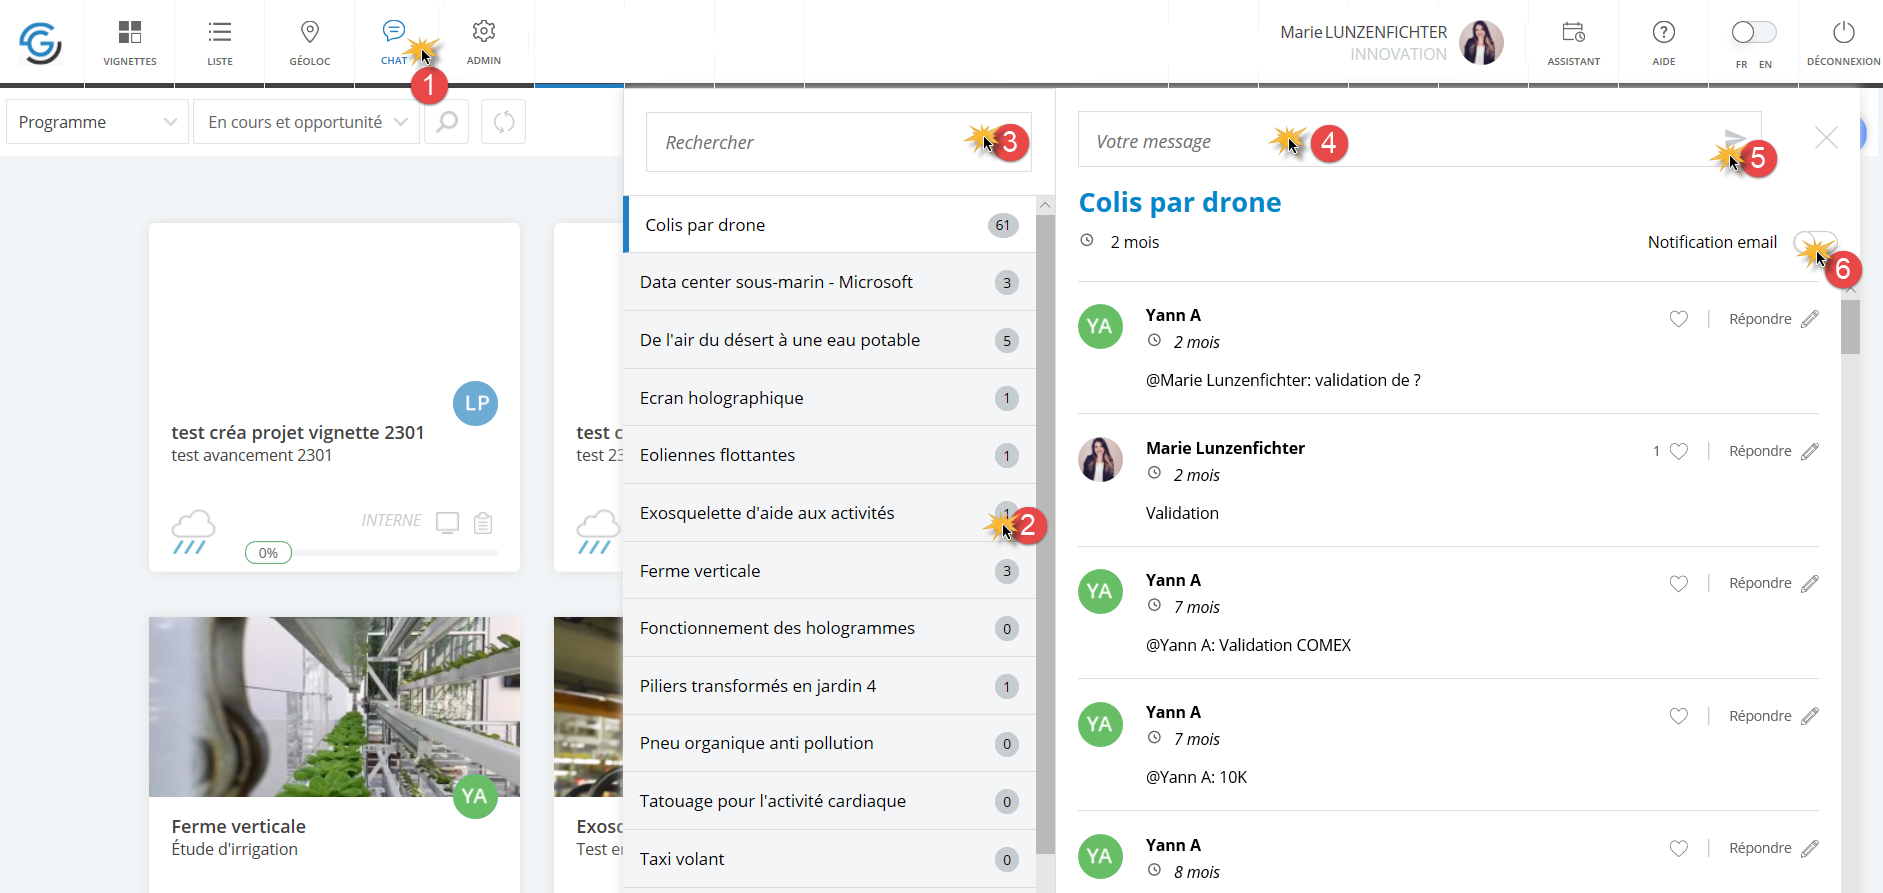 VIGNETTES
LISTE
GÉOLOC
CHAT
ADMIN
Marie LUNZENFICHTER
INNOVATION
ASSISTANT
AIDE
FR EN
DÉCONNEXION
1
Programme
En cours et opportunité
Rechercher
3
Votre message
4
5
Colis par drone
2 mois
Notification email
6
Colis par drone 61
Data center sous-marin - Microsoft 3
De l'air du désert à une eau potable 5
Ecran holographique 1
Eoliennes flottantes 1
Exosquelette d'aide aux activités 1
2
Ferme verticale 3
Fonctionnement des hologrammes 0
Piliers transformés en jardin 4 1
Pneu organique anti pollution 0
Tatouage pour l'activité cardiaque 0
Taxi volant 0
YA
Yann A
2 mois
Répondre
@Marie Lunzenfichter: validation de ?
Marie Lunzenfichter
2 mois
1
Répondre
Validation
YA
Yann A
7 mois
Répondre
@Yann A: Validation COMEX
YA
Yann A
7 mois
Répondre
@Yann A: 10K
YA
Yann A
8 mois
Répondre
LP
test créa projet vignette 2301
test avancement 2301
INTERNE
0%
test c
test 23
YA
Ferme verticale
Étude d'irrigation
Exosc
Test e